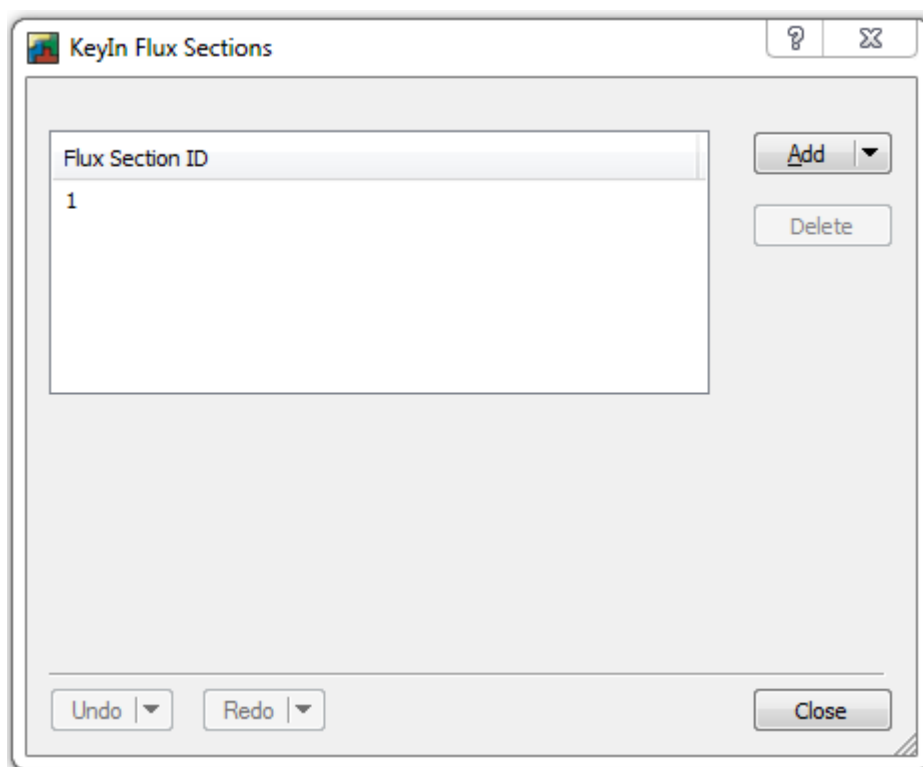 KeyIn Flux Sections
Flux Section ID
Add
1
Delete
Undo
Redo
Close